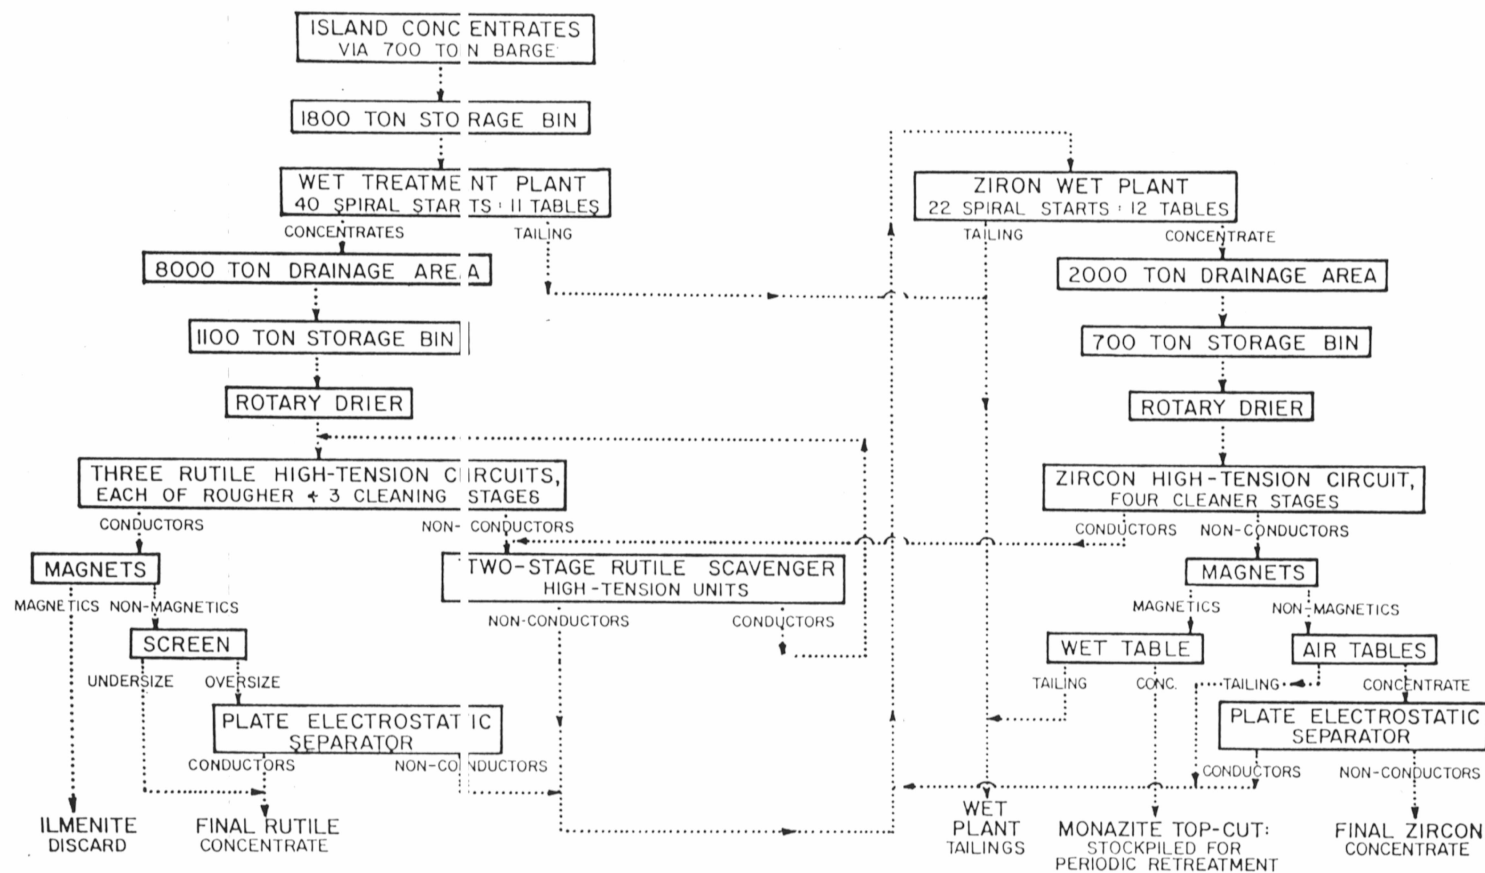 ISLAND CONCENTRATES
VIA 700 TON BARGE
1800 TON STORAGE BIN
WET TREATMENT PLANT
40 SPIRAL STARTS : 11 TABLES
CONCENTRATES
TAILING
8000 TON DRAINAGE AREA
1100 TON STORAGE BIN
ROTARY DRIER
THREE RUTILE HIGH-TENSION CIRCUITS,
EACH OF ROUGHER + 3 CLEANING STAGES
CONDUCTORS
NON-CONDUCTORS
MAGNETS
MAGNETICS
NON-MAGNETICS
TWO-STAGE RUTILE SCAVENGER
HIGH-TENSION UNITS
NON-CONDUCTORS
CONDUCTORS
SCREEN
UNDERSIZE
OVERSIZE
PLATE ELECTROSTATIC
SEPARATOR
CONDUCTORS
NON-CONDUCTORS
ILMENITE
DISCARD
FINAL RUTILE
CONCENTRATE
ZIRON WET PLANT
22 SPIRAL STARTS : 12 TABLES
TAILING
CONCENTRATE
2000 TON DRAINAGE AREA
700 TON STORAGE BIN
ROTARY DRIER
ZIRCON HIGH-TENSION CIRCUIT,
FOUR CLEANER STAGES
CONDUCTORS
NON-CONDUCTORS
MAGNETS
MAGNETICS
NON-MAGNETICS
WET TABLE
AIR TABLES
TAILING
CONC.
TAILING
CONCENTRATE
PLATE ELECTROSTATIC
SEPARATOR
CONDUCTORS
NON-CONDUCTORS
WET
PLANT
TAILINGS
MONAZITE TOP-CUT:
STOCKPILED FOR
PERIODIC RETREATMENT
FINAL ZIRCON
CONCENTRATE